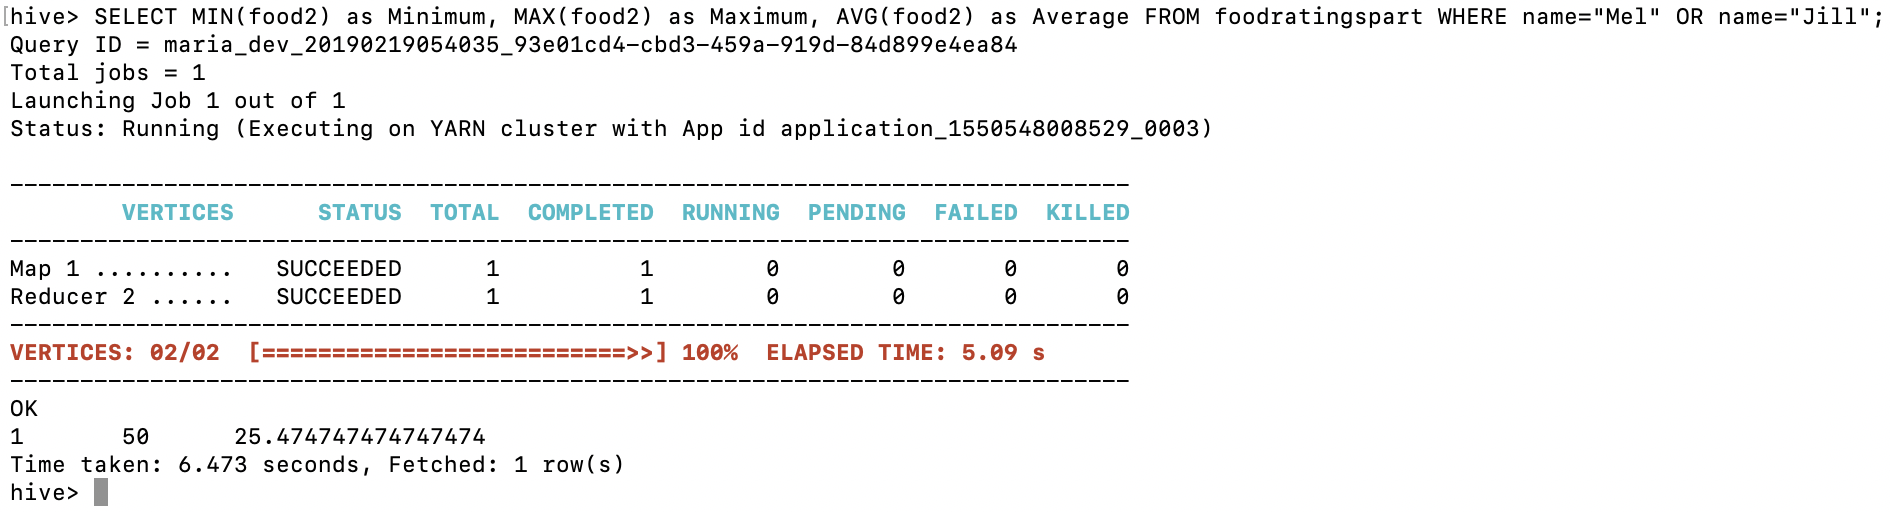 hive> SELECT MIN(food2) as Minimum, MAX(food2) as Maximum, AVG(food2) as Average FROM foodratingspart WHERE name="Mel" OR name="Jill";
Query ID = maria_dev_20190219054035_93e01cd4-cbd3-459a-919d-84d899e4ea84
Total jobs = 1
Launching Job 1 out of 1
Status: Running (Executing on YARN cluster with App id application_1550548008529_0003)

--------------------------------------------------------------------------------
        VERTICES      STATUS  TOTAL  COMPLETED  RUNNING  PENDING  FAILED  KILLED
--------------------------------------------------------------------------------
Map 1 ..........   SUCCEEDED      1          1        0        0       0       0
Reducer 2 ......   SUCCEEDED      1          1        0        0       0       0
--------------------------------------------------------------------------------
VERTICES: 02/02  [==========================>>] 100%  ELAPSED TIME: 5.09 s
--------------------------------------------------------------------------------
OK
1       50      25.474747474747474
Time taken: 6.473 seconds, Fetched: 1 row(s)
hive>